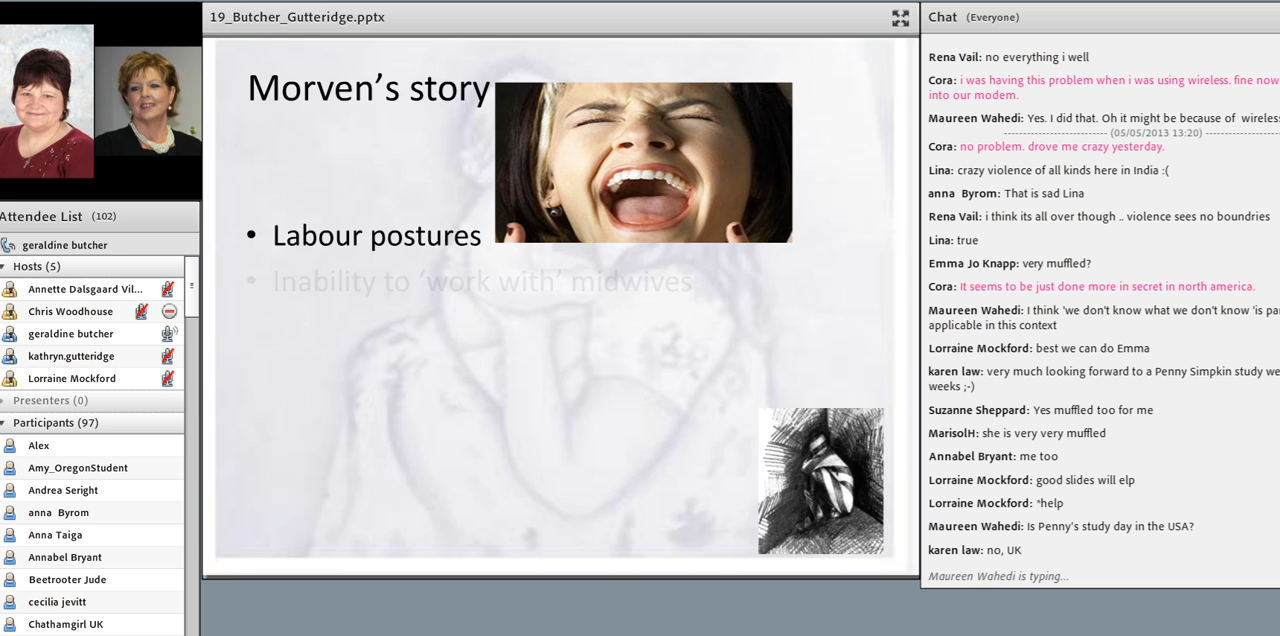 19_Butcher_Gutteridge.pptx
Morven’s story
• Labour postures
• Inability to ‘work with’ midwives
Attendee List (102)
geraldine butcher
Hosts (5)
Annette Dalsgaard Vil...
Chris Woodhouse
geraldine butcher
kathryn.gutteridge
Lorraine Mockford
Presenters (0)
Participants (97)
Alex
Amy_OregonStudent
Andrea Seright
anna Byrom
Anna Taiga
Annabel Bryant
Beetrooter Jude
cecilia jevitt
Chathamgirl UK
Chat (Everyone)
Rena Vail: no everything i well
Cora: i was having this problem when i was using wireless. fine now
into our modem.
Maureen Wahedi: Yes. I did that. Oh it might be because of wireles
(05/05/2013 13:20)
Cora: no problem. drove me crazy yesterday.
Lina: crazy violence of all kinds here in India :(
anna Byrom: That is sad Lina
Rena Vail: i think its all over though .. violence sees no boundries
Lina: true
Emma Jo Knapp: very muffled?
Cora: It seems to be just done more in secret in north america.
Maureen Wahedi: I think 'we don't know what we don't know 'is pa
applicable in this context
Lorraine Mockford: best we can do Emma
karen law: very much looking forward to a Penny Simpkin study we
weeks ;-)
Suzanne Sheppard: Yes muffled too for me
MarisolH: she is very very muffled
Annabel Bryant: me too
Lorraine Mockford: good slides will elp
Lorraine Mockford: *help
Maureen Wahedi: Is Penny's study day in the USA?
karen law: no, UK
Maureen Wahedi is typing...